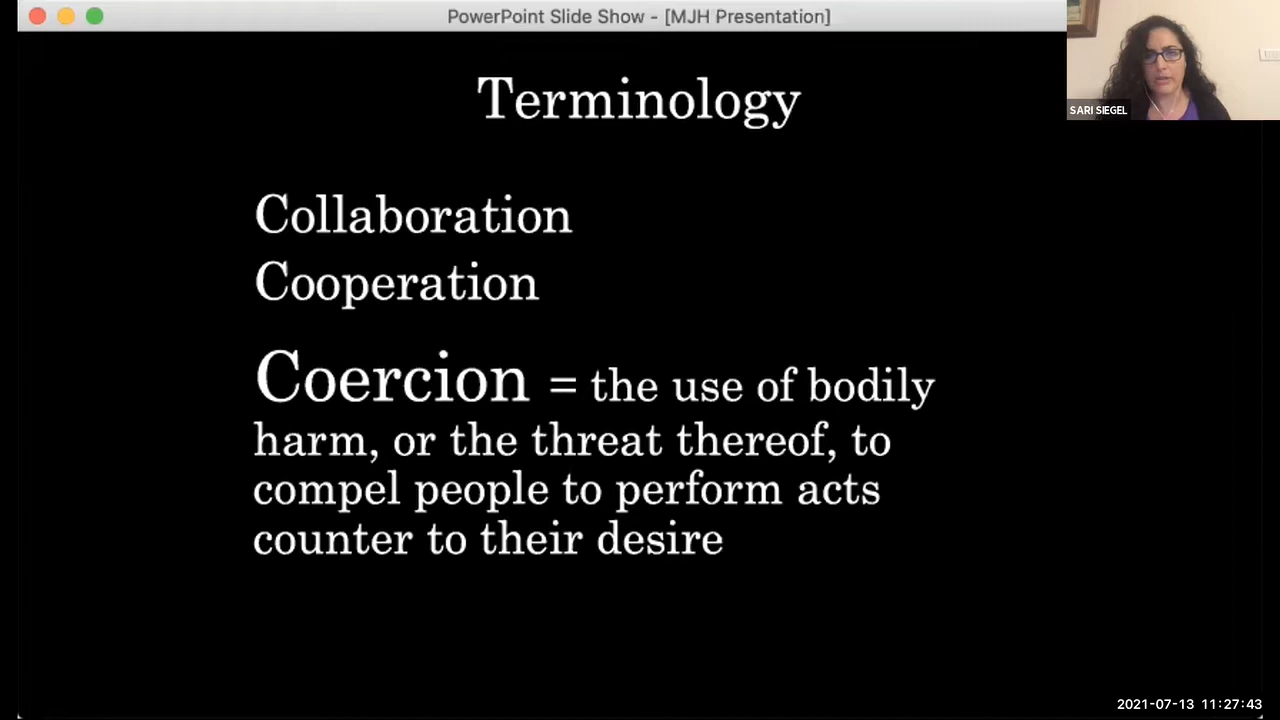 PowerPoint Slide Show - [MJH Presentation]
SARI SIEGEL
Terminology
Collaboration
Cooperation
Coercion = the use of bodily
harm, or the threat thereof, to
compel people to perform acts
counter to their desire
2021-07-13 11:27:43